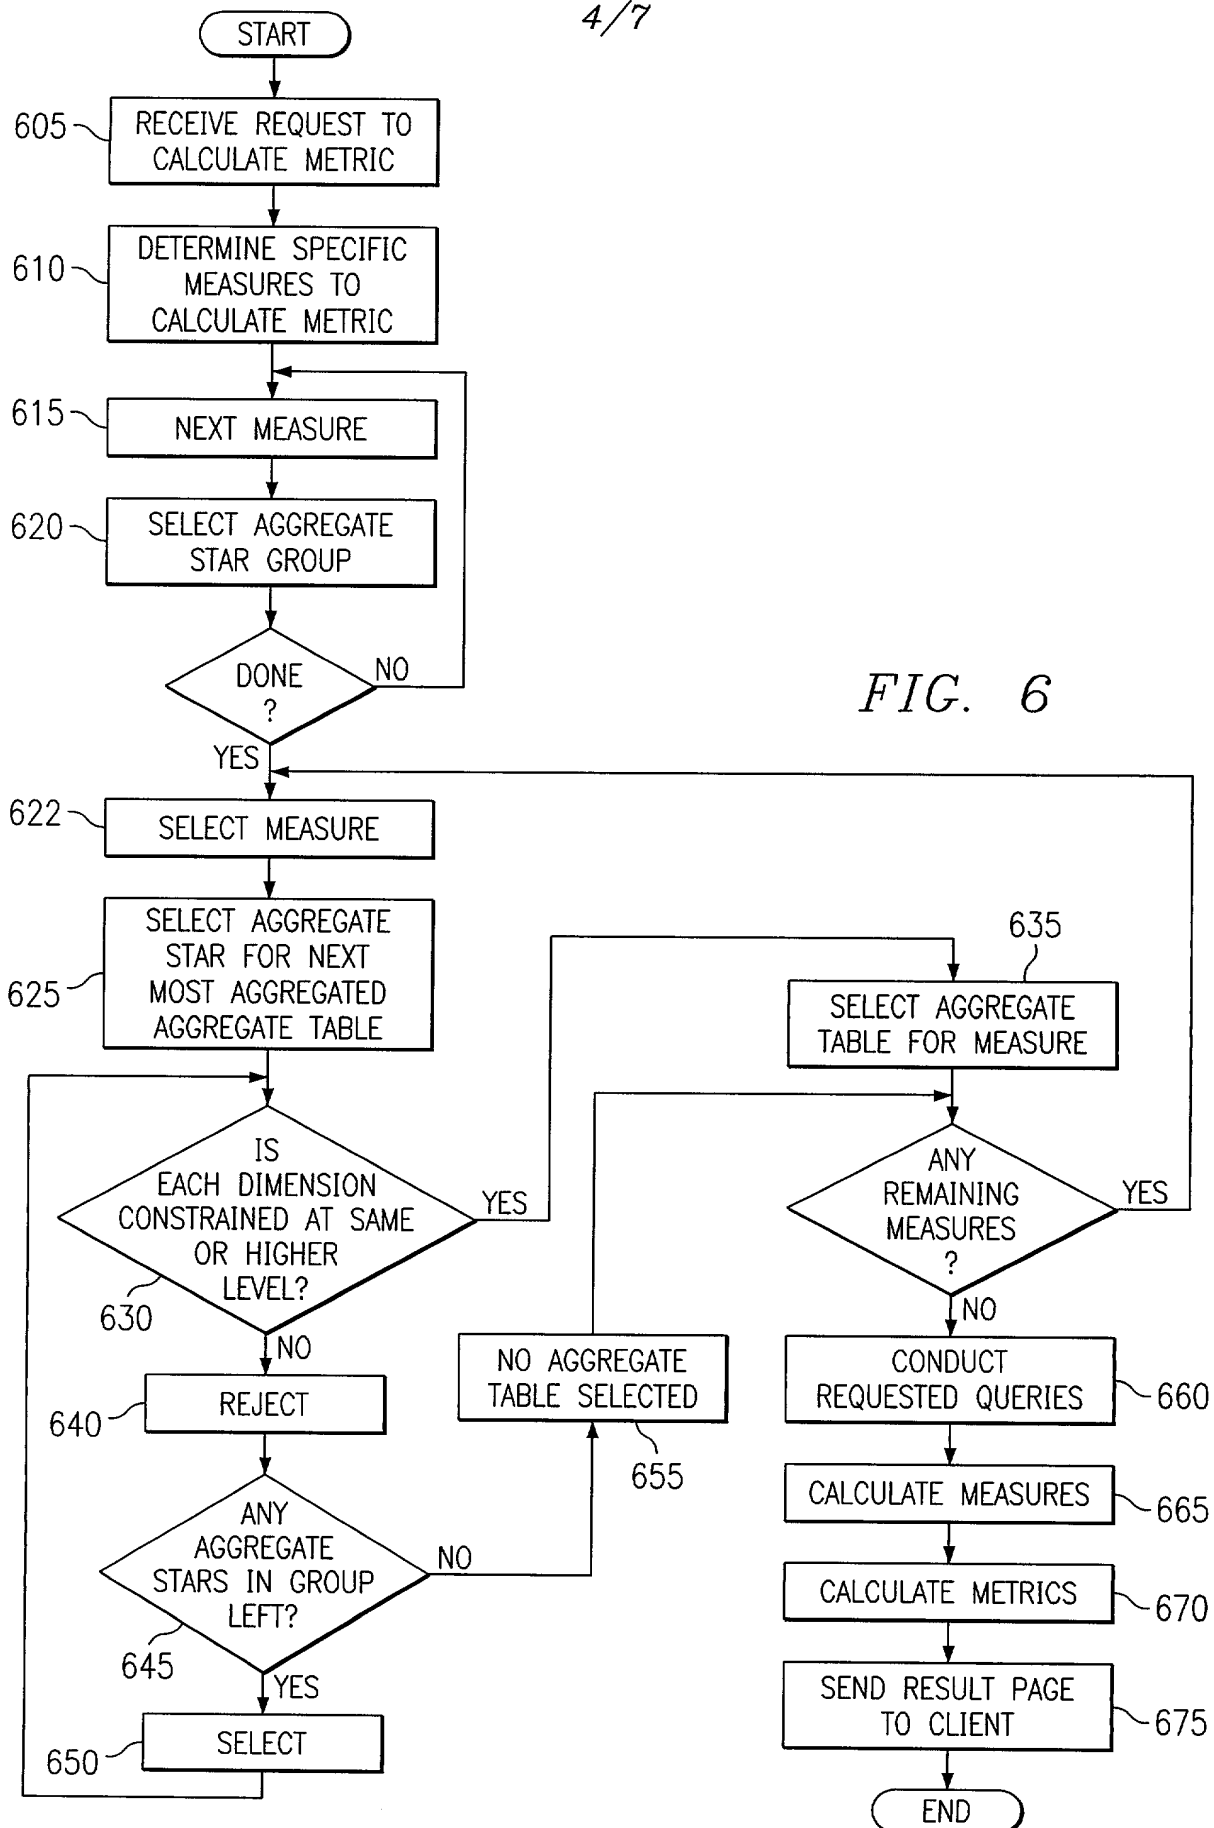 4/7
START
605
RECEIVE REQUEST TO
CALCULATE METRIC
610
DETERMINE SPECIFIC
MEASURES TO
CALCULATE METRIC
615
NEXT MEASURE
620
SELECT AGGREGATE
STAR GROUP
DONE
?
NO
YES
FIG. 6
622
SELECT MEASURE
625
SELECT AGGREGATE
STAR FOR NEXT
MOST AGGREGATED
AGGREGATE TABLE
IS
EACH DIMENSION
CONSTRAINED AT SAME
OR HIGHER
LEVEL?
630
YES
NO
640
REJECT
ANY
AGGREGATE
STARS IN GROUP
LEFT?
645
NO
YES
650
SELECT
NO AGGREGATE
TABLE SELECTED
655
635
SELECT AGGREGATE
TABLE FOR MEASURE
ANY
REMAINING
MEASURES
?
YES
NO
CONDUCT
REQUESTED QUERIES
660
CALCULATE MEASURES
665
CALCULATE METRICS
670
SEND RESULT PAGE
TO CLIENT
675
END